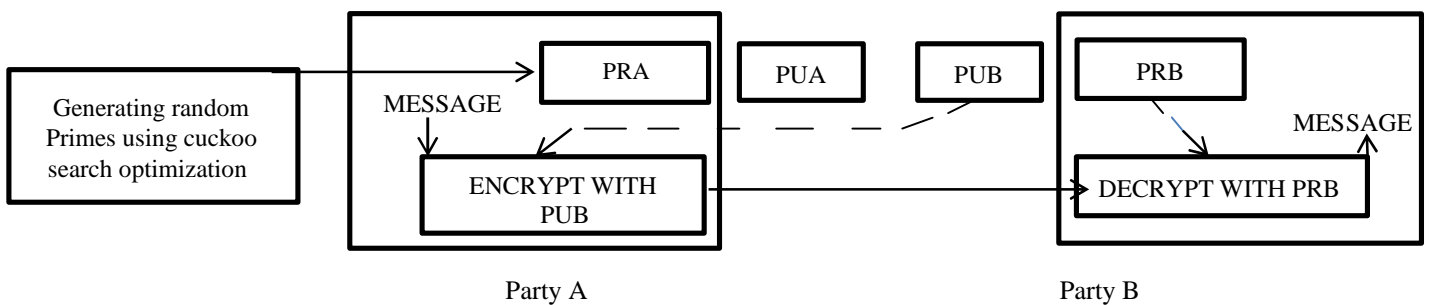 Generating random
Primes using cuckoo
search optimization
PRA
MESSAGE
ENCRYPT WITH
PUB
PUA
PUB
PRB
MESSAGE
DECRYPT WITH PRB
Party A
Party B